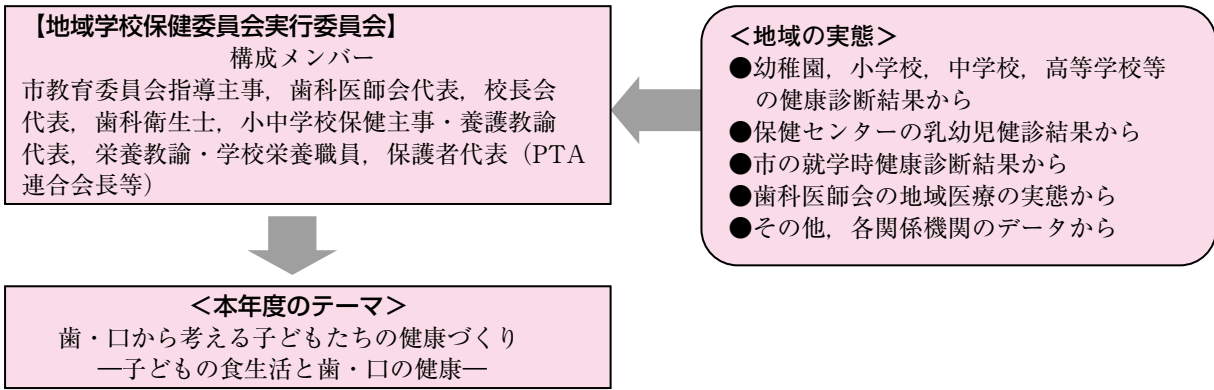 【地域学校保健委員会実行委員会】
構成メンバー
市教育委員会指導主事，歯科医師会代表，校長会
代表，歯科衛生士，小中学校保健主事・養護教諭
代表，栄養教諭・学校栄養職員，保護者代表（PTA
連合会長等）
＜地域の実態＞
●幼稚園，小学校，中学校，高等学校等
の健康診断結果から
●保健センターの乳幼児健診結果から
●市の就学時健康診断結果から
●歯科医師会の地域医療の実態から
●その他，各関係機関のデータから
＜本年度のテーマ＞
歯・口から考える子どもたちの健康づくり
―子どもの食生活と歯・口の健康―